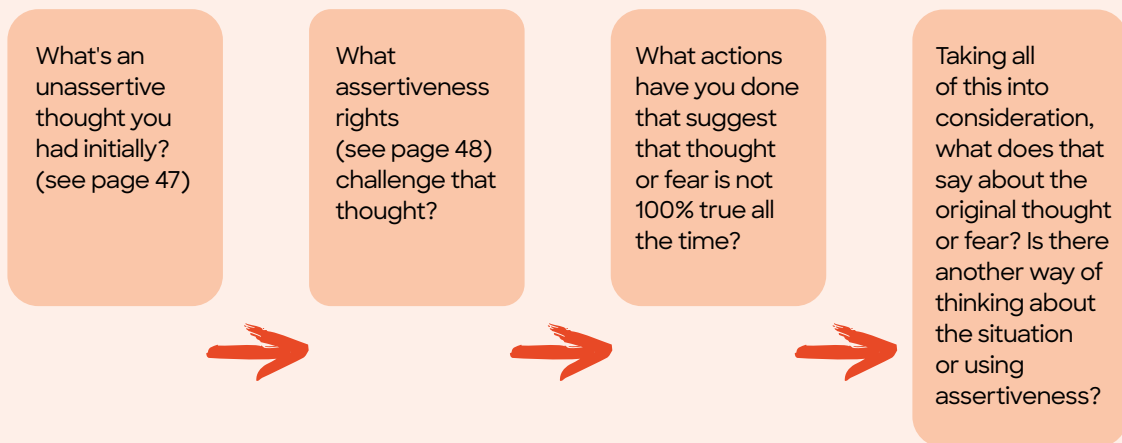 What's an
unassertive
thought you
had initially?
(see page 47)
What
assertiveness
rights
(see page 48)
challenge that
thought?
What actions
have you done
that suggest
that thought
or fear is not
100% true all
the time?
Taking all
of this into
consideration,
what does that
say about the
original thought
or fear? Is there
another way of
thinking about
the situation
or using
assertiveness?